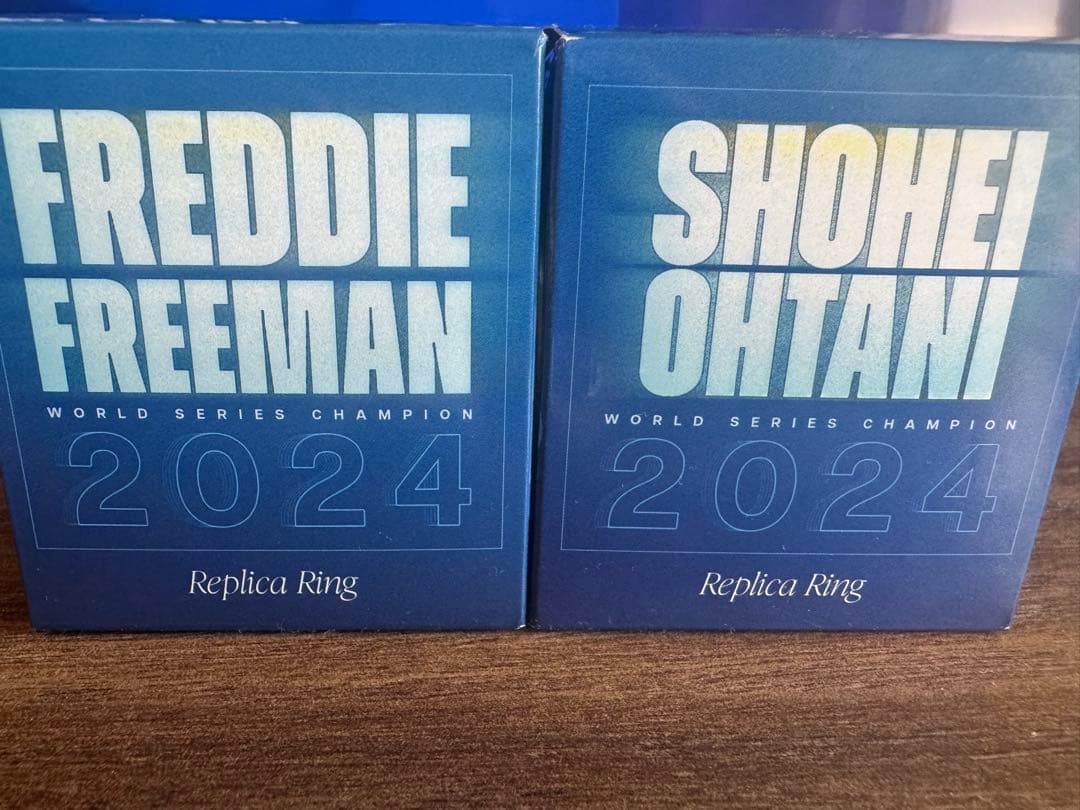 FREDDIE
FREEMAN
WORLD SERIES CHAMPION
2024
Replica Ring
SHOHEI
OHTANI
WORLD SERIES CHAMPION
2024
Replica Ring